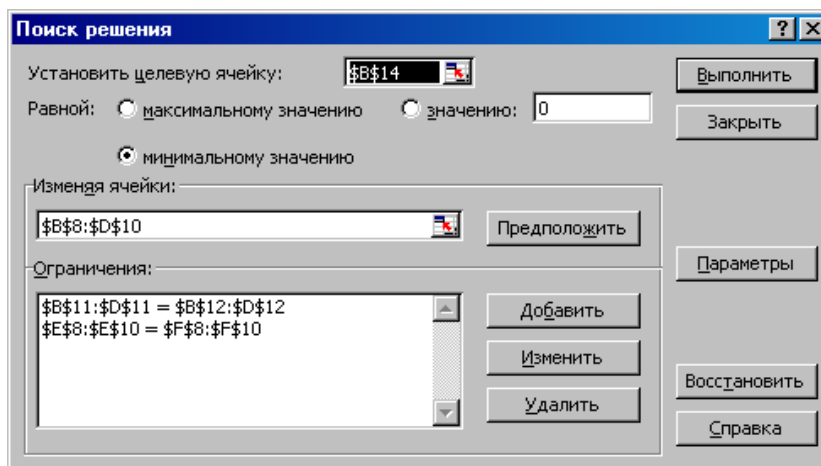 Поиск решения
Установить целевую ячейку: $B$14
Выполнить
Равной: максимальному значению значению: 0
Закрыть
минимальному значению
Изменяя ячейки:
$B$8:$D$10
Предположить
Параметры
Ограничения:
$B$11:$D$11 = $B$12:$D$12
$E$8:$E$10 = $F$8:$F$10
Добавить
Изменить
Удалить
Восстановить
Справка